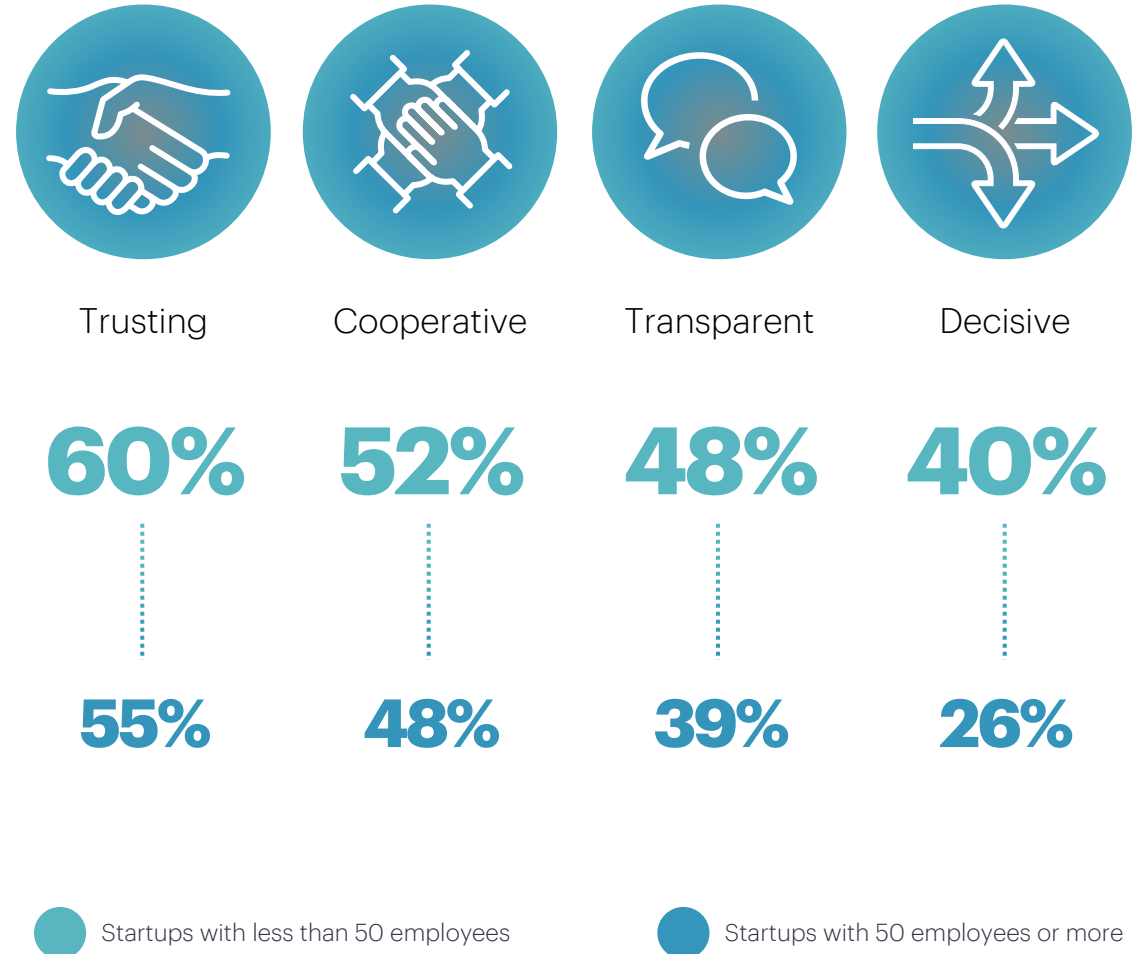 Trusting Cooperative Transparent Decisive
60% 52% 48% 40%
55% 48% 39% 26%
Startups with less than 50 employees Startups with 50 employees or more